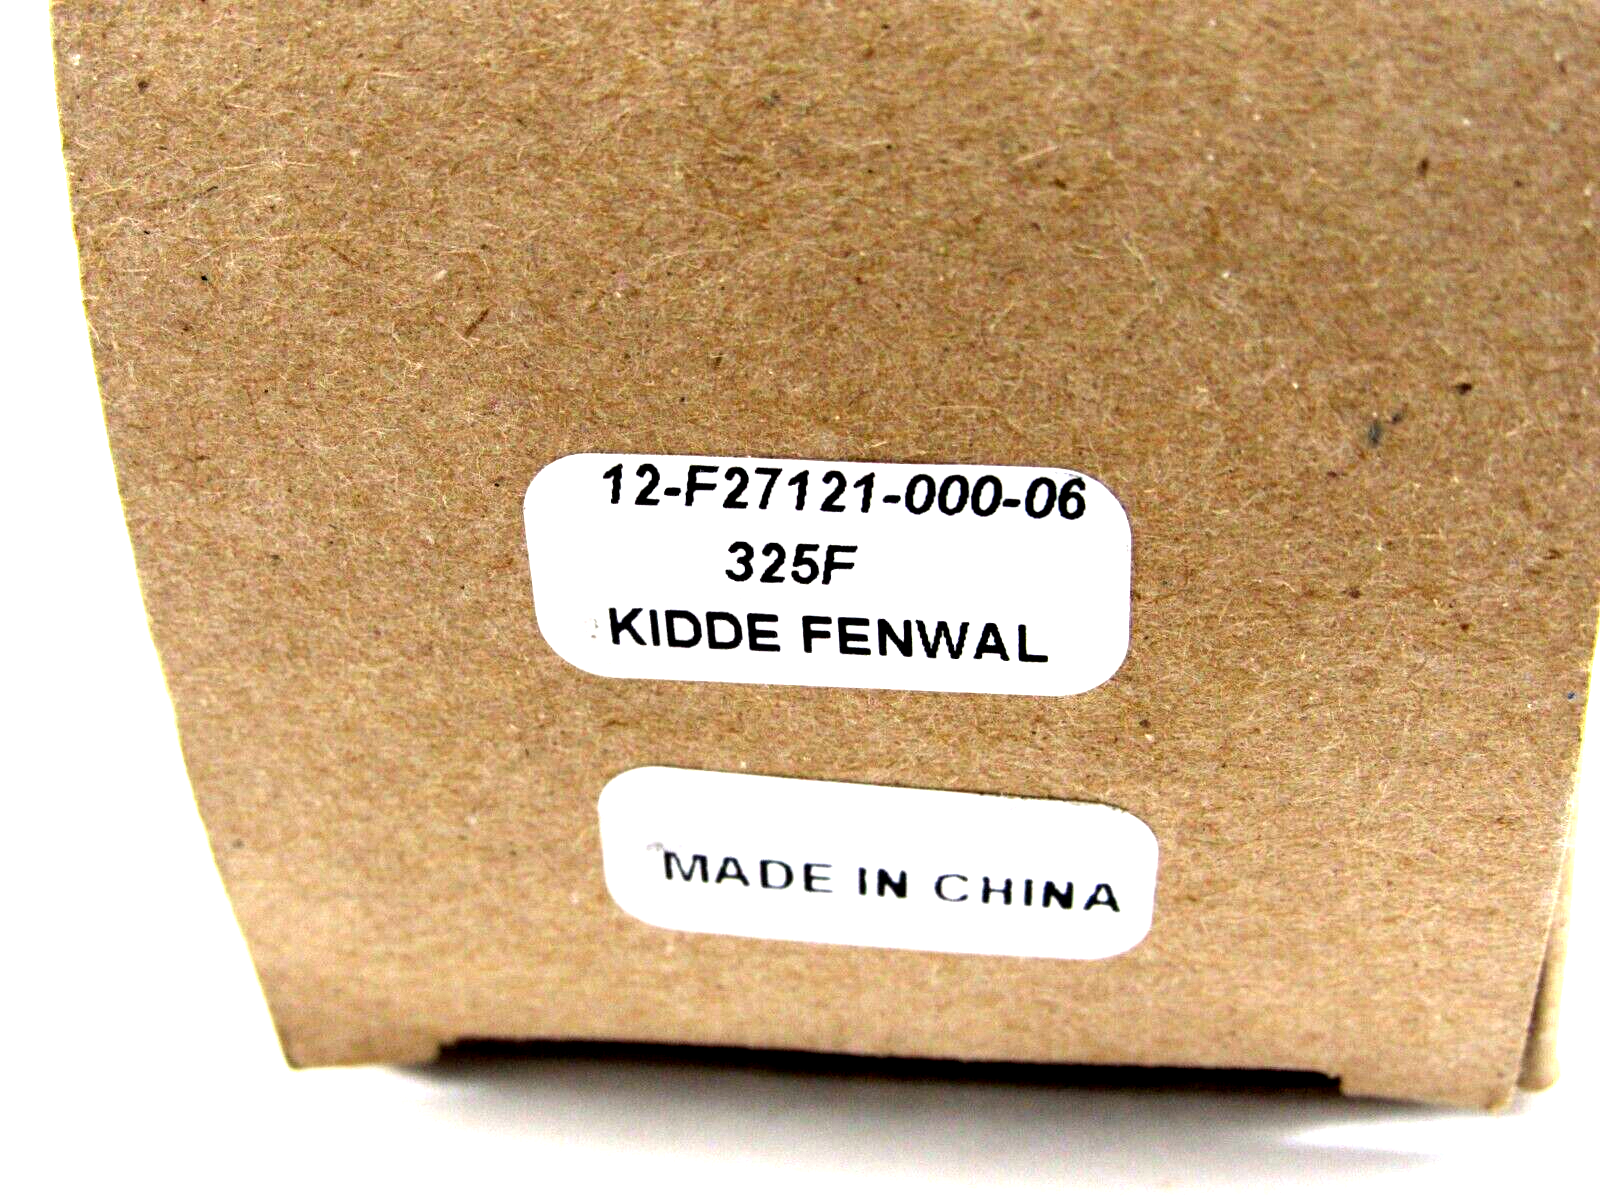 12-F27121-000-06
325F
KIDDE FENWAL
MADE IN CHINA